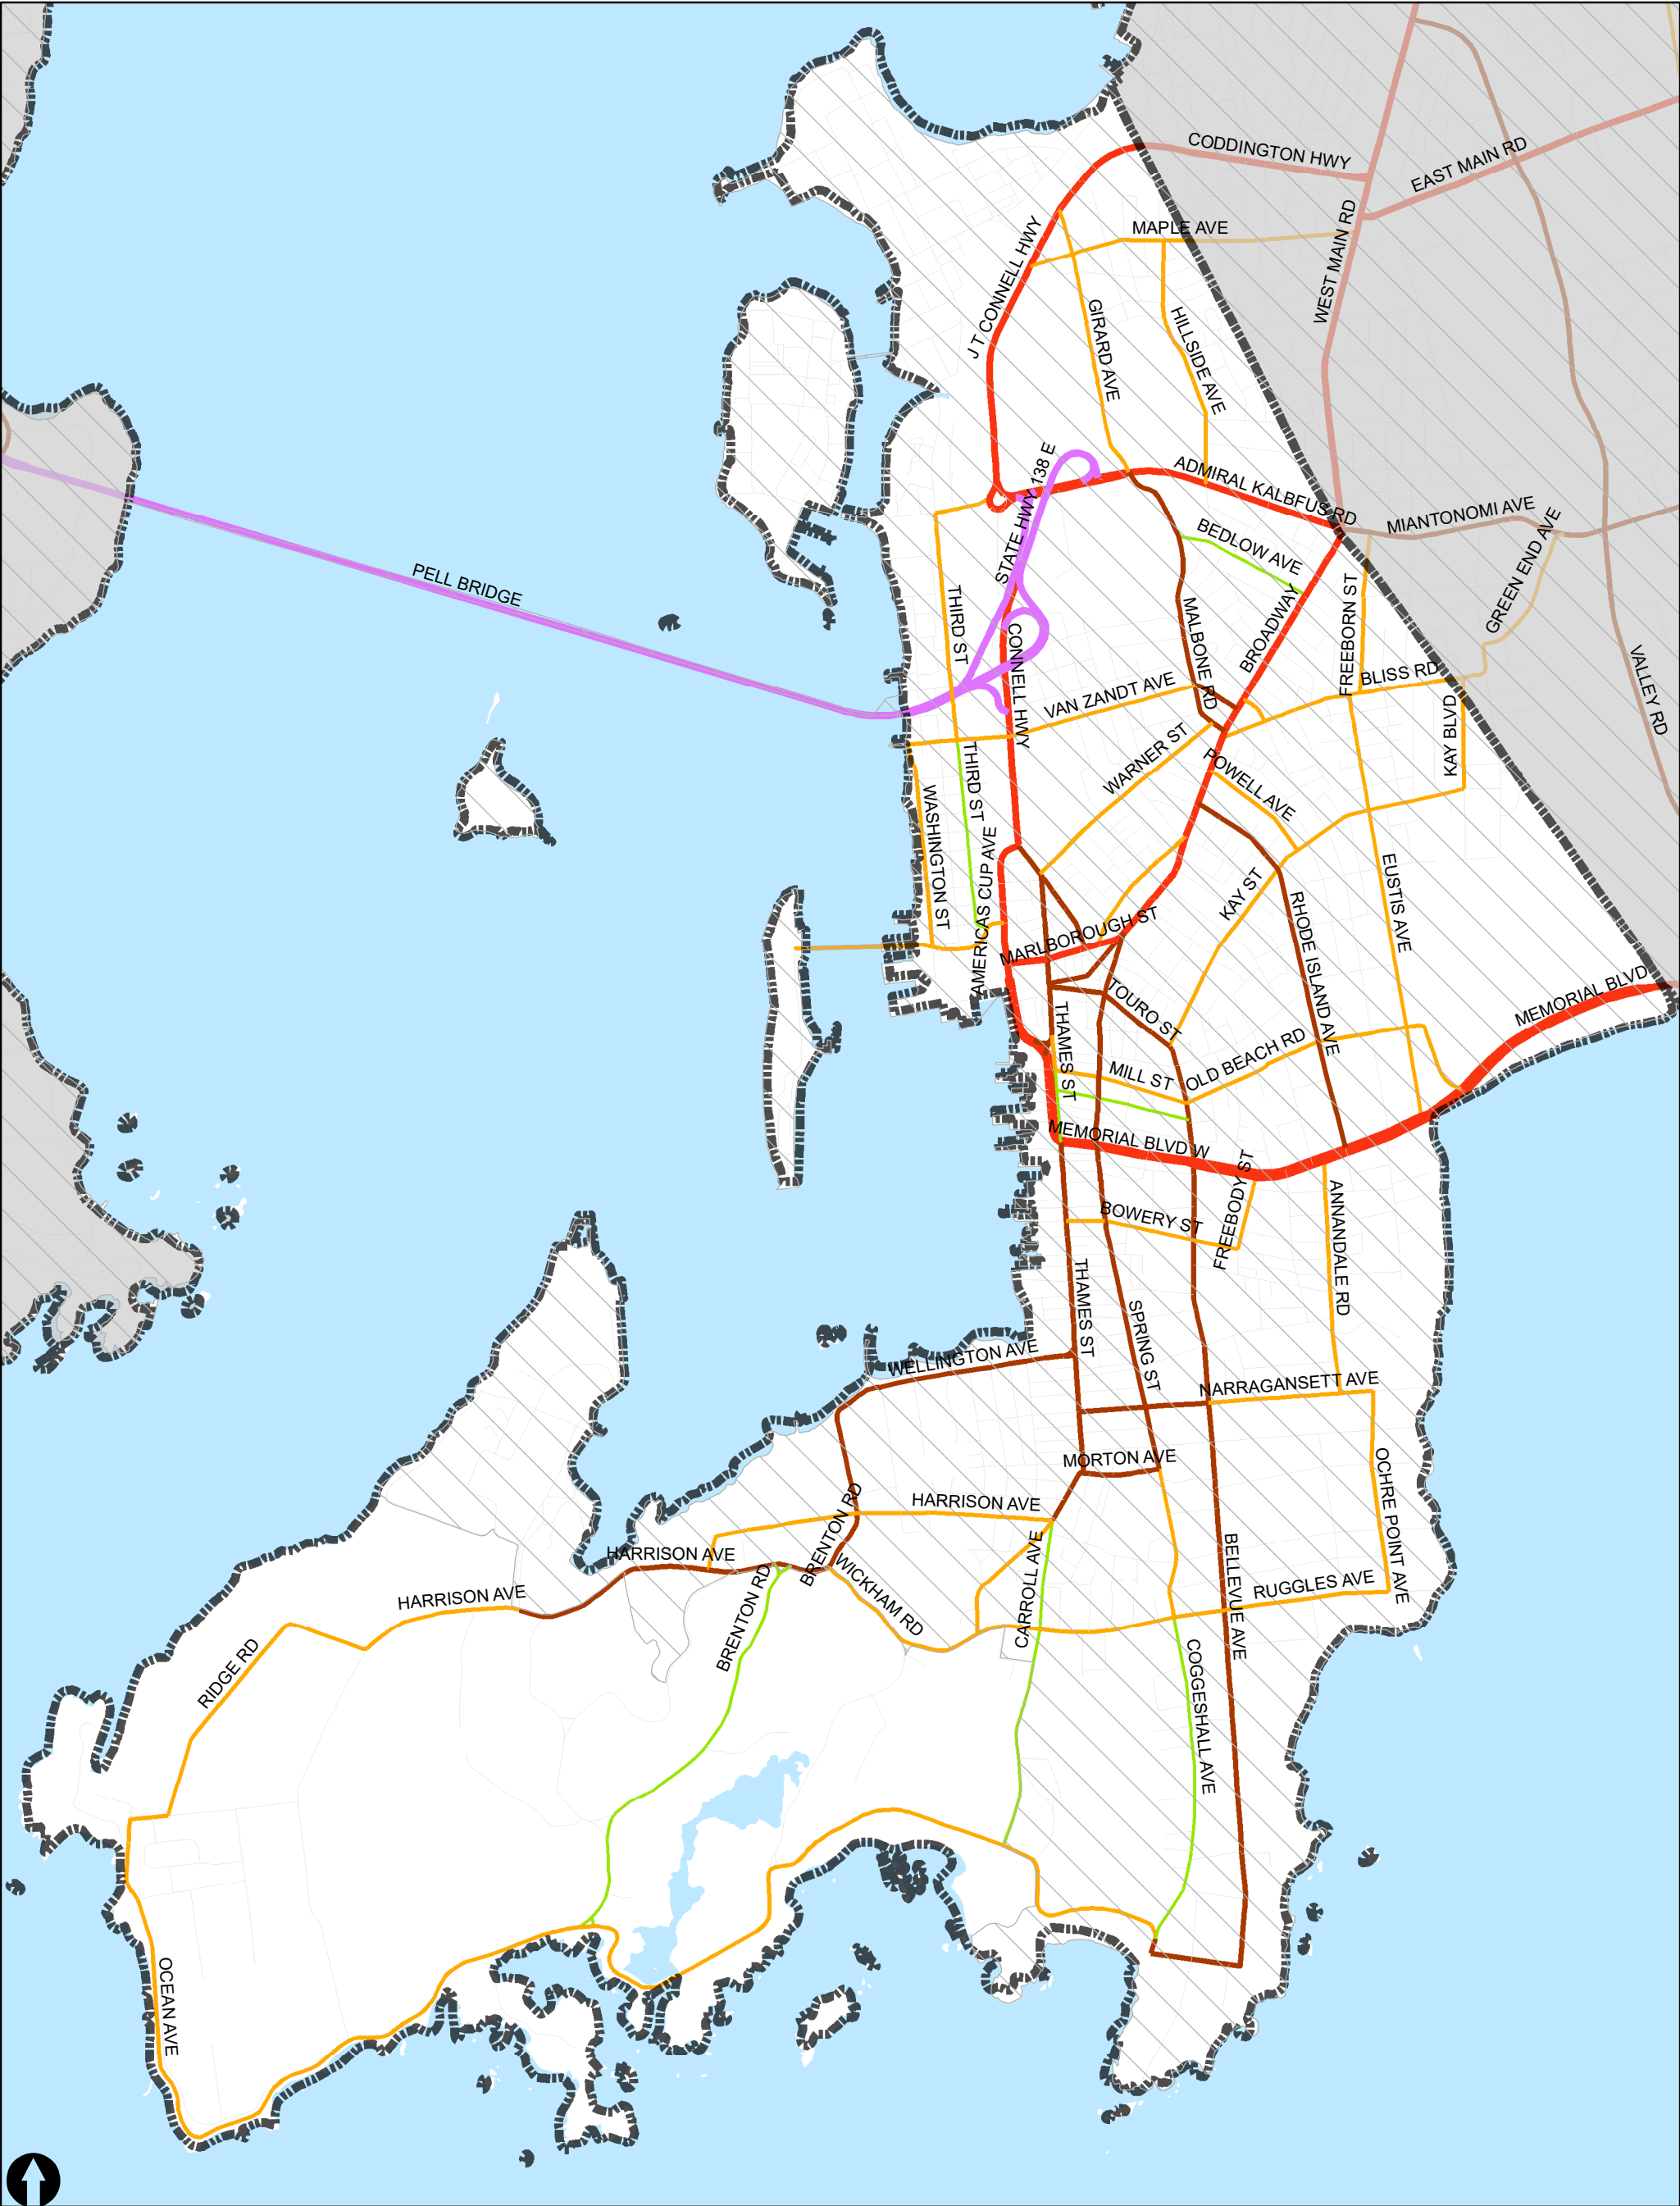 CODDINGTON HWY
EAST MAIN RD
MAPLE AVE
WEST MAIN RD
J T CONNELL HWY
GIRARD AVE
HILLSIDE AVE
STATE HWY 138 E
ADMIRAL KALBFUS RD
MIANTONOMI AVE
GREEN END AVE
BEDLOW AVE
PELL BRIDGE
THIRD ST
CONNELL HWY
MALBONE RD
BROADWAY
FREEBORN ST
BLISS RD
VALLEY RD
VAN ZANDT AVE
KAY BLVD
WARNER ST
POWELL AVE
THIRD ST
WASHINGTON ST
AMERICAS CUP AVE
KAY ST
EUSTIS AVE
RHODE ISLAND AVE
MARLBOROUGH ST
TOURO ST
MEMORIAL BLVD
THAMES ST
MILL ST
OLD BEACH RD
MEMORIAL BLVD W
FREEBODY ST
BOWERY ST
ANNANDALE RD
THAMES ST
SPRING ST
WELLINGTON AVE
NARRAGANSETT AVE
MORTON AVE
OCHRE POINT AVE
HARRISON AVE
BRENTON RD
HARRISON AVE
CARROLL AVE
BELLEVUE AVE
WICKHAM RD
RUGGLES AVE
HARRISON AVE
BRENTON RD
RIDGE RD
COGGESHALL AVE
OCEAN AVE